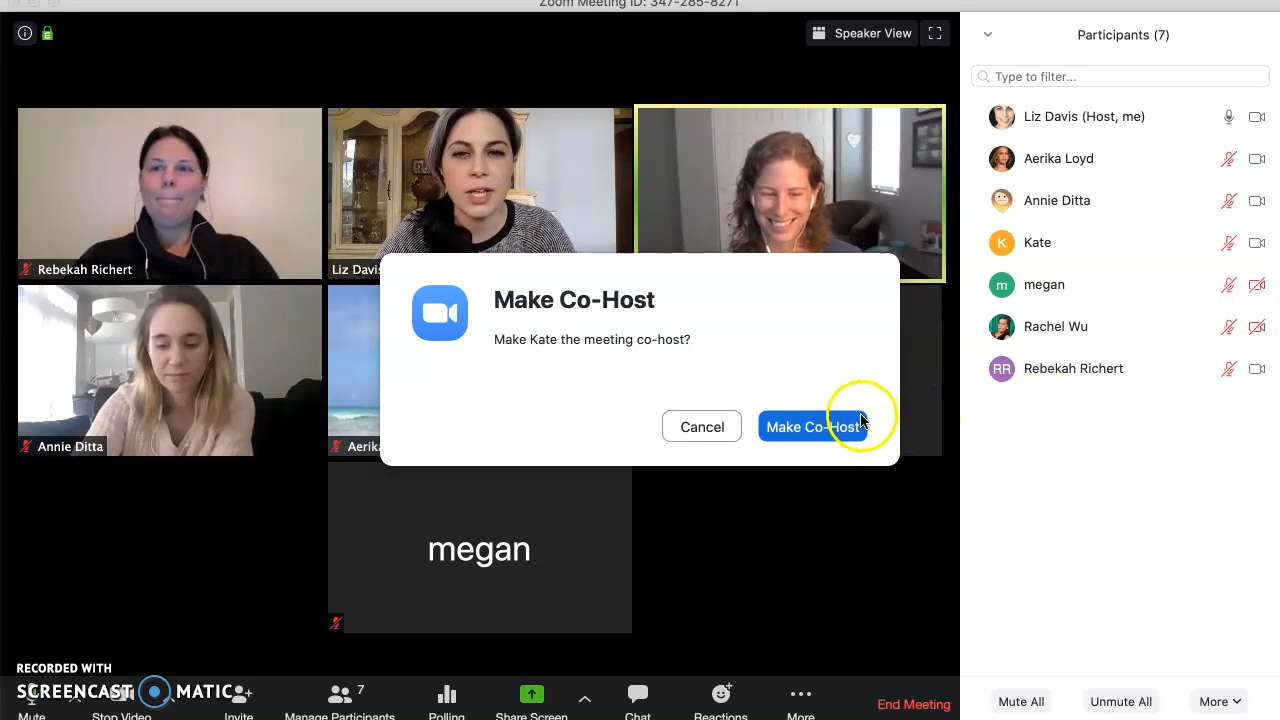 Zoom Meeting ID: 347-285-8271
Speaker View
Participants (7)
Type to filter...
Liz Davis (Host, me)
Aerika Loyd
Annie Ditta
K Kate
m megan
Rachel Wu
RR Rebekah Richert
Rebekah Richert
Liz Davis
Annie Ditta
Aerika
Make Co-Host
Make Kate the meeting co-host?
Cancel
Make Co-Host
megan
RECORDED WITH
SCREENCAST MATIC
Mute
Stop Video
Invite
7
Manage Participants
Polling
Share Screen
Chat
Reactions
More
End Meeting
Mute All
Unmute All
More